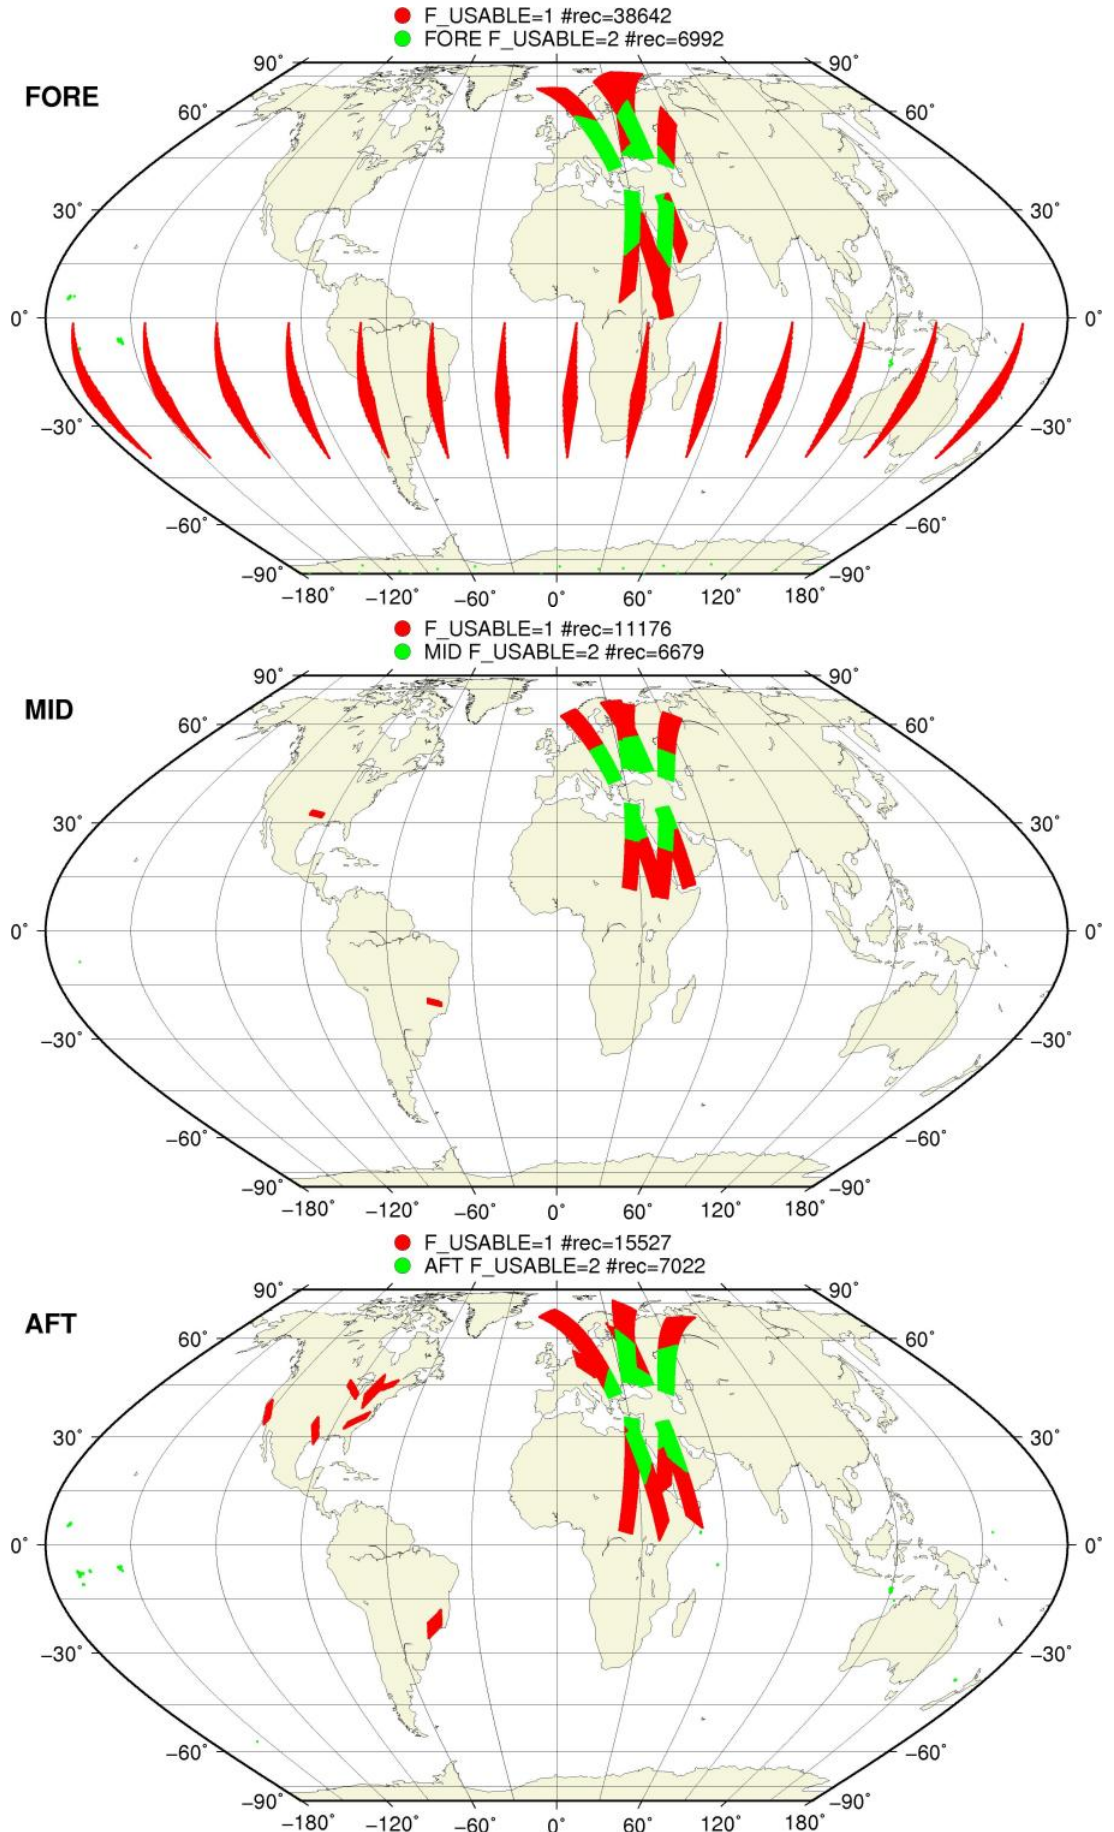 F_USABLE=1 #rec=38642
FORE F_USABLE=2 #rec=6992
FORE
90˚ 90˚
60˚ 60˚
30˚ 30˚
0˚ 0˚
−30˚ −30˚
−60˚ −60˚
−90˚ −90˚
−180˚ −120˚ −60˚ 0˚ 60˚ 120˚ 180˚
F_USABLE=1 #rec=11176
MID F_USABLE=2 #rec=6679
MID
90˚ 90˚
60˚ 60˚
30˚ 30˚
0˚ 0˚
−30˚ −30˚
−60˚ −60˚
−90˚ −90˚
−180˚ −120˚ −60˚ 0˚ 60˚ 120˚ 180˚
F_USABLE=1 #rec=15527
AFT F_USABLE=2 #rec=7022
AFT
90˚ 90˚
60˚ 60˚
30˚ 30˚
0˚ 0˚
−30˚ −30˚
−60˚ −60˚
−90˚ −90˚
−180˚ −120˚ −60˚ 0˚ 60˚ 120˚ 180˚